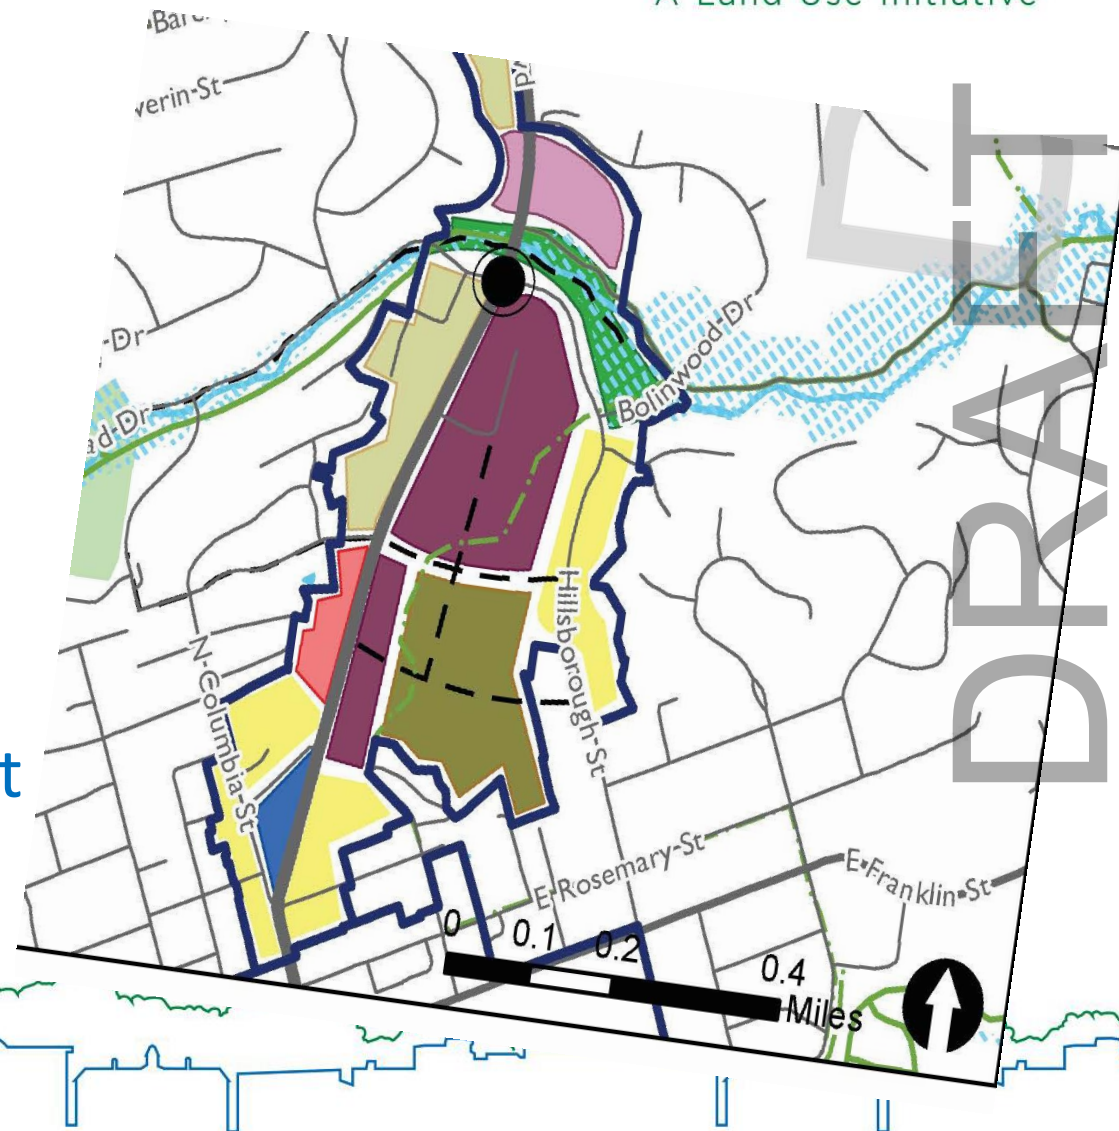 A Land Use Initiative
verin-St
-Dr
ad-Dr
Bolinwood-Dr
Hillsborough-St
N-Columbia-St
t
E-Rosemary-St
E-Franklin-St
0 0.1 0.2 0.4
Miles
DRAFT